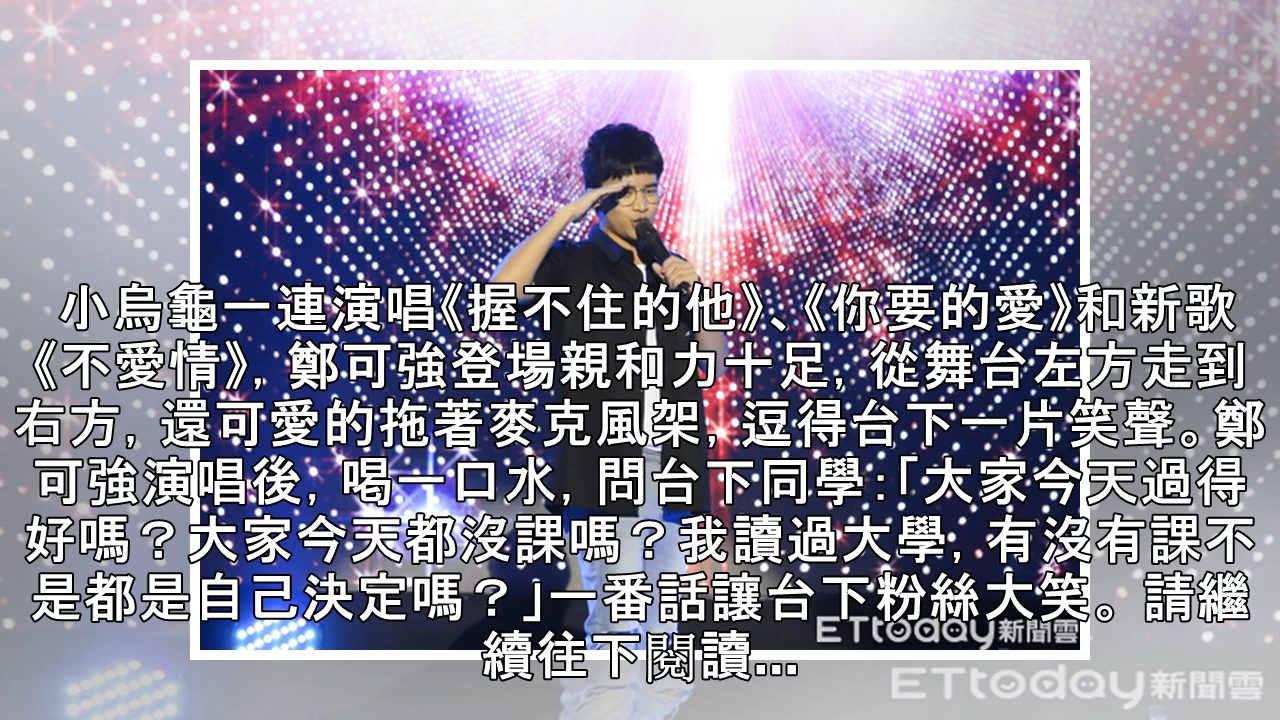 小烏龜一連演唱《握不住的他》、《你要的愛》和新歌
《不愛情》, 鄭可強登場親和力十足, 從舞台左方走到
右方, 還可愛的拖著麥克風架, 逗得台下一片笑聲。鄭
可強演唱後, 喝一口水, 問台下同學:「大家今天過得
好嗎？大家今天都沒課嗎？我讀過大學, 有沒有課不
是都是自己決定嗎？」一番話讓台下粉絲大笑。請繼
續往下閱讀...
ETtoday新聞雲
ETtoday新聞雲